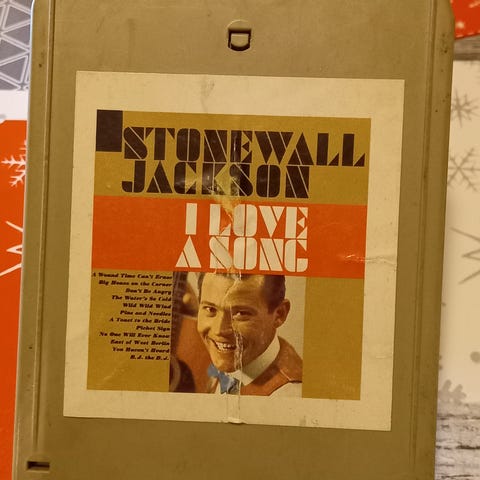 STONEWALL
JACKSON
I LOVE
A SONG
A Wound Time Can't Erase
Big House on the Corner
Don't Be Angry
The Water's So Cold
Wild Wild Wind
Pins and Needles
A Toast to the Bride
Picket Sign
No One Will Ever Know
East of West Berlin
You Haven't Heard
B.J. the D.J.